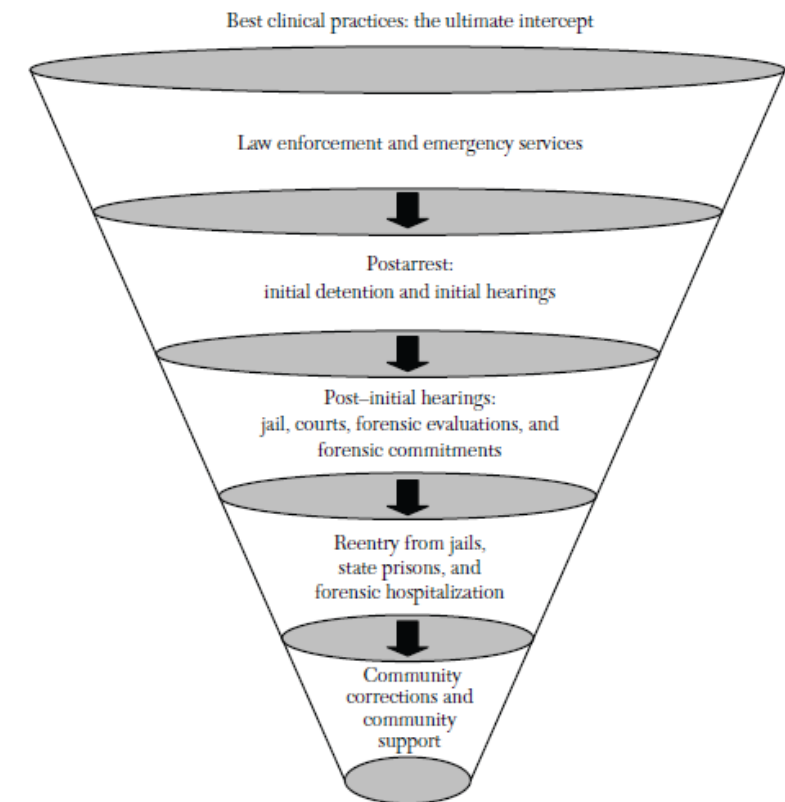 Best clinical practices: the ultimate intercept
Law enforcement and emergency services
Postarrest:
initial detention and initial hearings
Post–initial hearings:
jail, courts, forensic evaluations, and
forensic commitments
Reentry from jails,
state prisons, and
forensic hospitalization
Community
corrections and
community
support